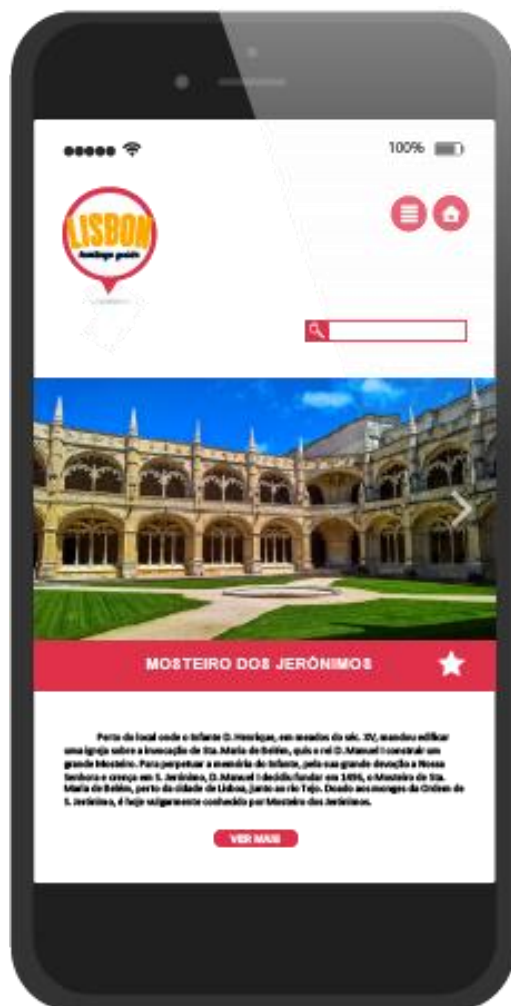 100%
LISBON
heritage guide
MOSTEIRO DOS JERÓNIMOS
Perto do local onde o Infante D. Henrique, em meados do séc. XV, mandou edificar
uma igreja sobre a invocação de Sta. Maria de Belém, quis o rei D. Manuel I construir um
grande Mosteiro. Para perpetuar a memória do Infante, pela sua grande devoção a Nossa
Senhora e crença em S. Jerónimo, D. Manuel I decidiu fundar em 1496, o Mosteiro de Sta.
Maria de Belém, perto da cidade de Lisboa, junto ao rio Tejo. Doado aos monges da Ordem de
S. Jerónimo, é hoje vulgarmente conhecido por Mosteiro dos Jerónimos.
VER MAIS